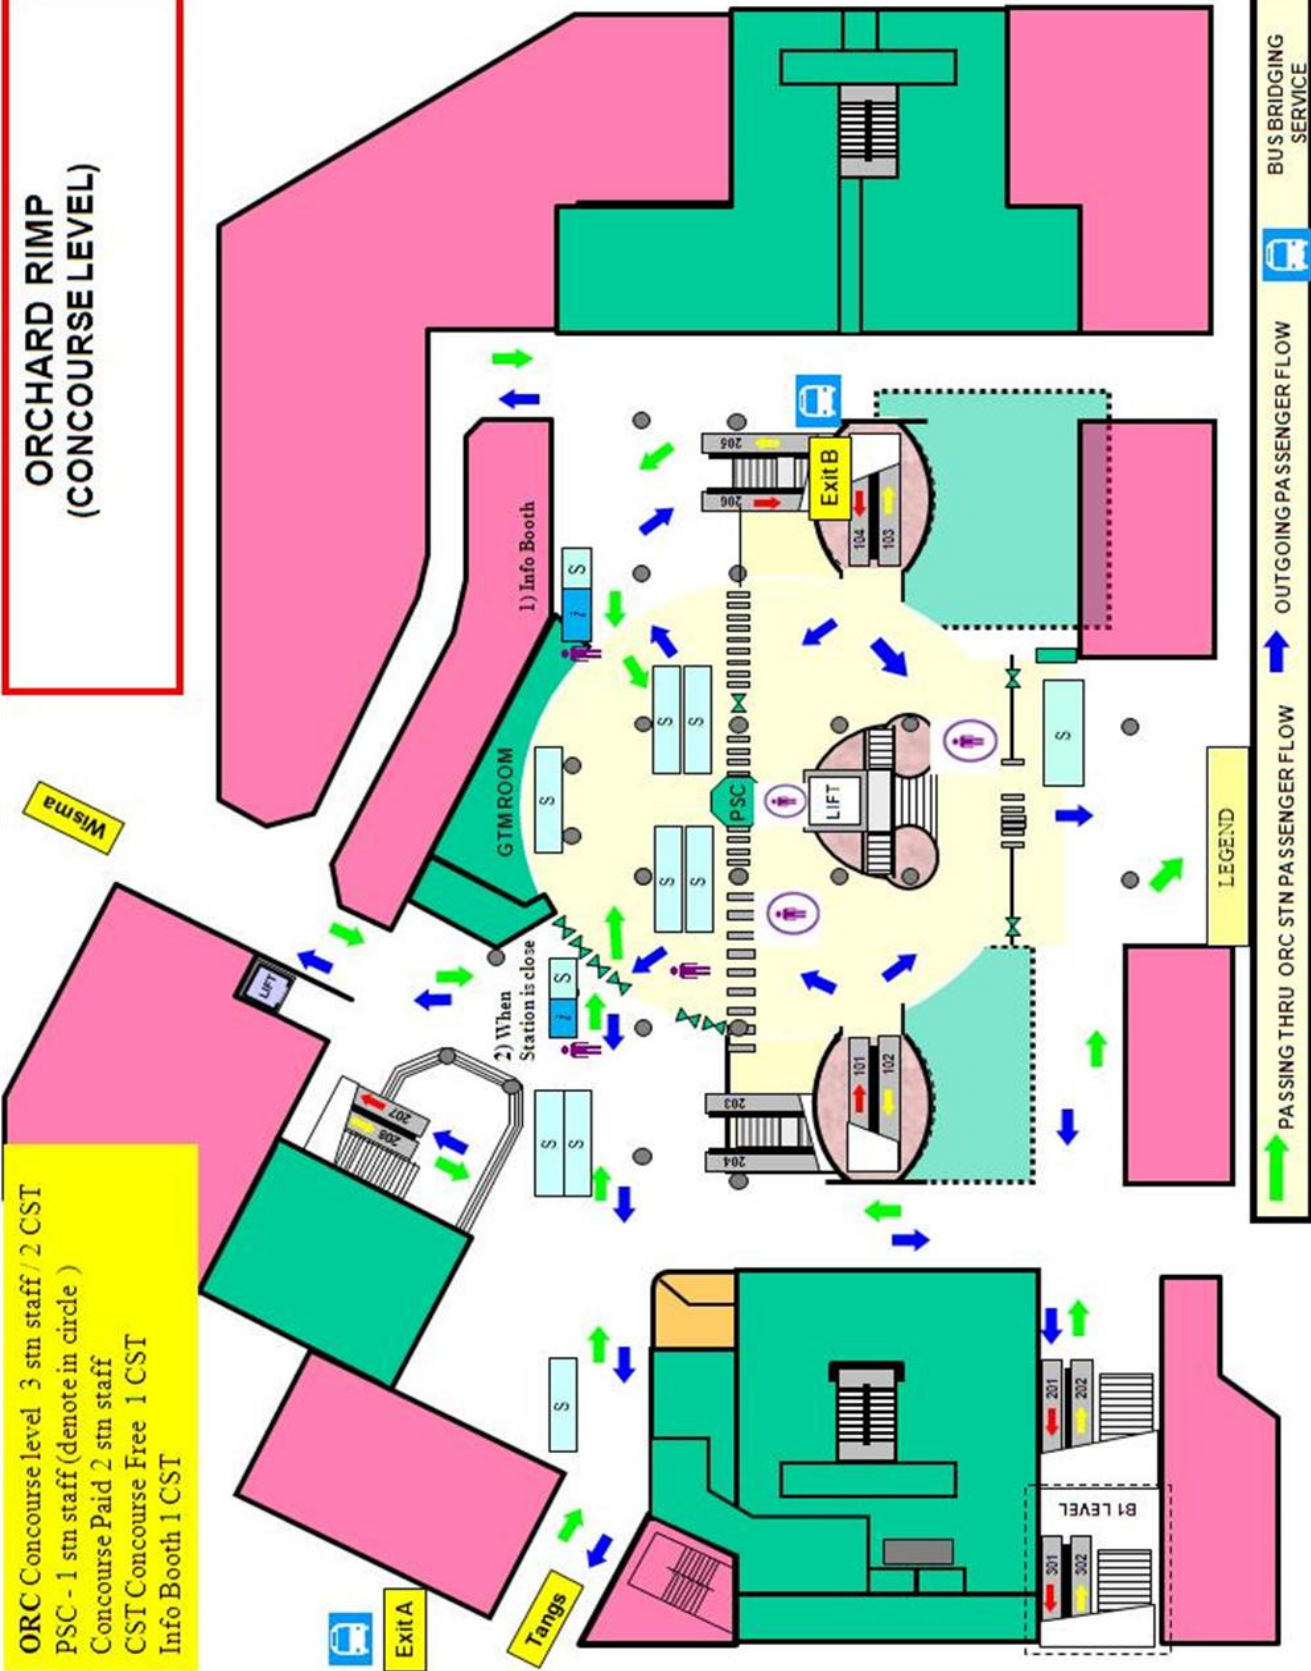 ORCHARD RIMP
(CONCOURSE LEVEL)
ORC Concourse level 3 stn staff / 2 CST
PSC - 1 stn staff (denote in circle )
Concourse Paid 2 stn staff
CST Concourse Free 1 CST
Info Booth 1 CST
Wisma
LIFT
207
208
Exit A
Tangs
GTMROOM
1) Info Booth
i
S
2) When
Station is close
i
S
S
S
S
S
S
S
S
S
S
PSC
LIFT
205
206
Exit B
104
103
203
204
101
102
S
201
202
B1 LEVEL
301
302
LEGEND
PASSING THRU ORC STN PASSENGER FLOW
OUTGOING PASSENGER FLOW
BUS BRIDGING
SERVICE